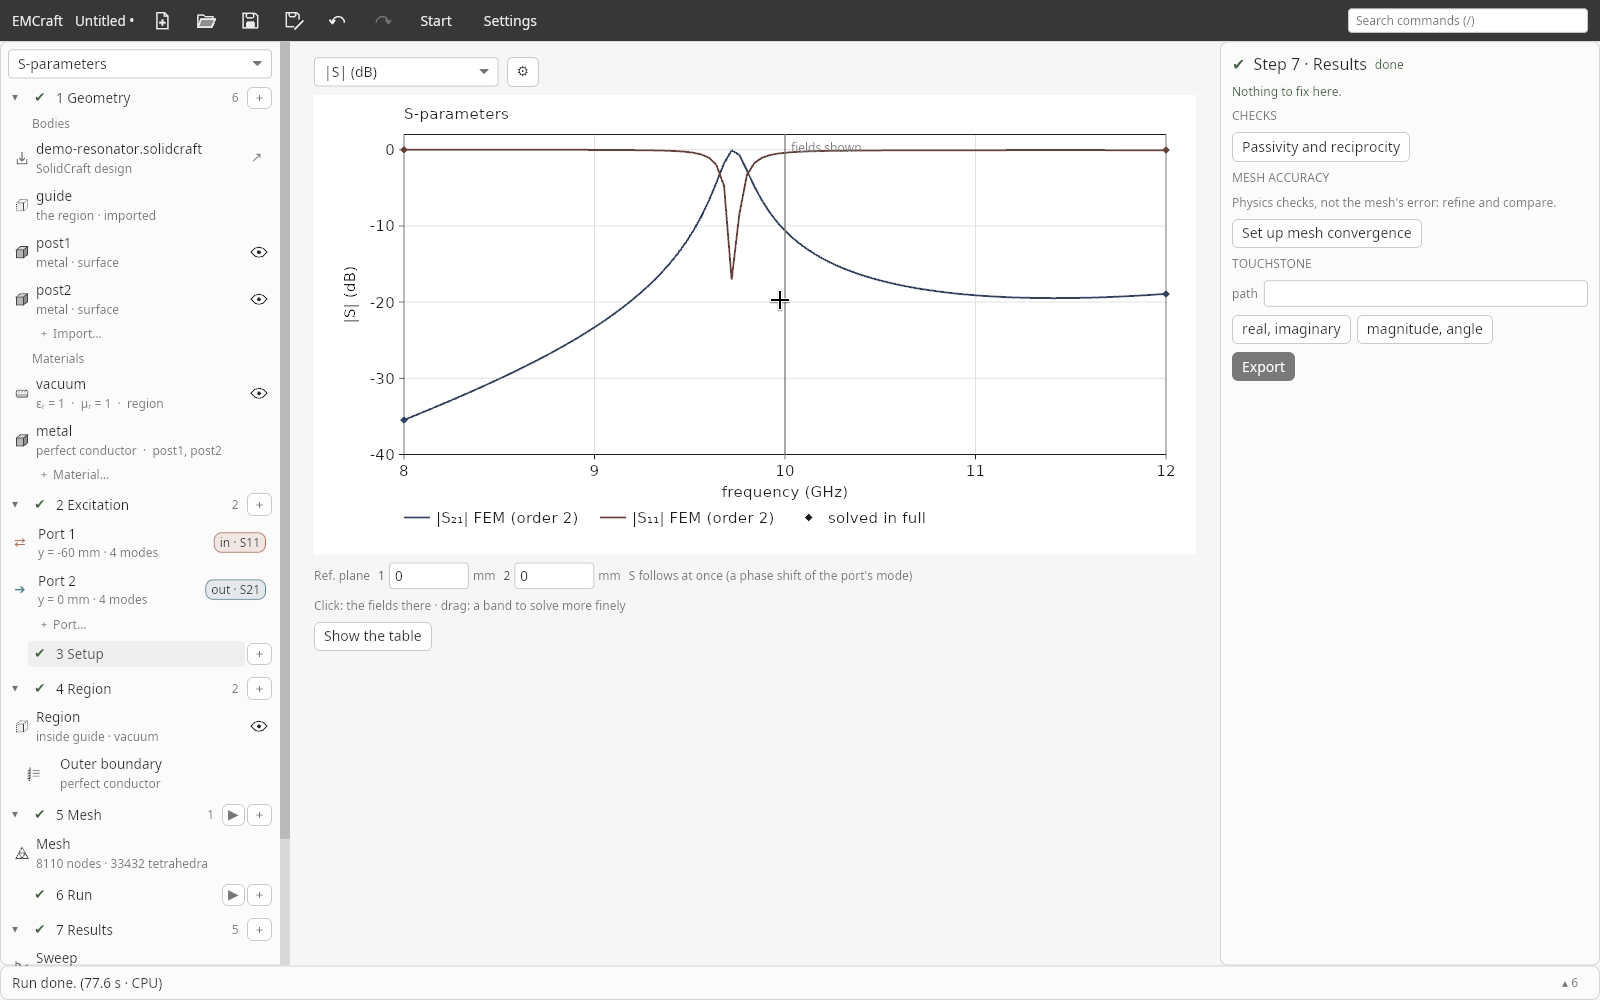 EMCraft Untitled • Start Settings Search commands (/)
S-parameters
1 Geometry 6 +
Bodies
demo-resonator.solidcraft
SolidCraft design
guide
the region · imported
post1
metal · surface
post2
metal · surface
+ Import...
Materials
vacuum
εᵣ = 1 · μᵣ = 1 · region
metal
perfect conductor · post1, post2
+ Material...
2 Excitation 2 +
Port 1
y = -60 mm · 4 modes
in · S11
Port 2
y = 0 mm · 4 modes
out · S21
+ Port...
3 Setup +
4 Region 2 +
Region
inside guide · vacuum
Outer boundary
perfect conductor
5 Mesh 1 +
Mesh
8110 nodes · 33432 tetrahedra
6 Run +
7 Results 5 +
Sweep
|S| (dB)
S-parameters
fields shown
0
-10
-20
-30
-40
|S| (dB)
8 9 10 11 12
frequency (GHz)
|S₂₁| FEM (order 2) |S₁₁| FEM (order 2) solved in full
Ref. plane 1 0 mm 2 0 mm S follows at once (a phase shift of the port's mode)
Click: the fields there · drag: a band to solve more finely
Show the table
Step 7 · Results done
Nothing to fix here.
CHECKS
Passivity and reciprocity
MESH ACCURACY
Physics checks, not the mesh's error: refine and compare.
Set up mesh convergence
TOUCHSTONE
path
real, imaginary magnitude, angle
Export
Run done. (77.6 s · CPU) ▴ 6